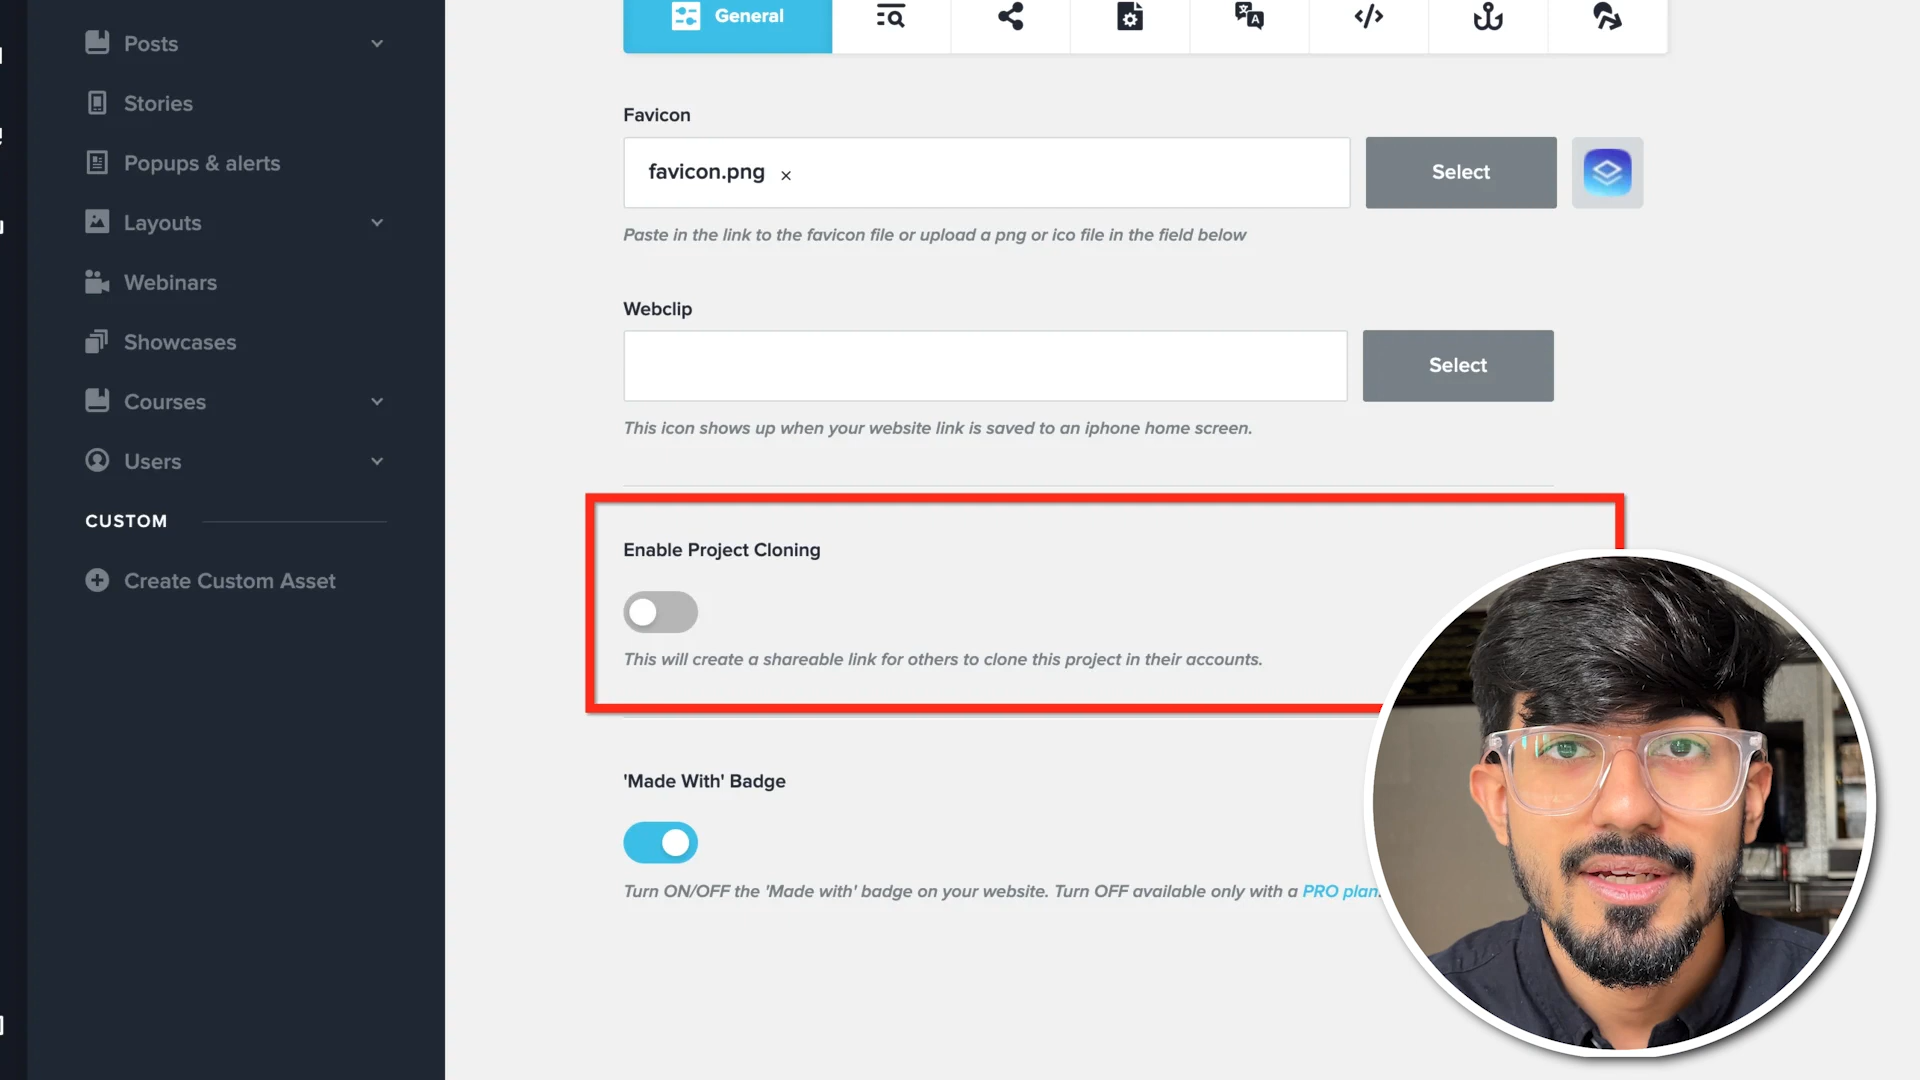 Posts
Stories
Popups & alerts
Layouts
Webinars
Showcases
Courses
Users
CUSTOM
Create Custom Asset
General
Favicon
favicon.png ×
Select
Paste in the link to the favicon file or upload a png or ico file in the field below
Webclip
Select
This icon shows up when your website link is saved to an iphone home screen.
Enable Project Cloning
This will create a shareable link for others to clone this project in their accounts.
'Made With' Badge
Turn ON/OFF the 'Made with' badge on your website. Turn OFF available only with a PRO plan.